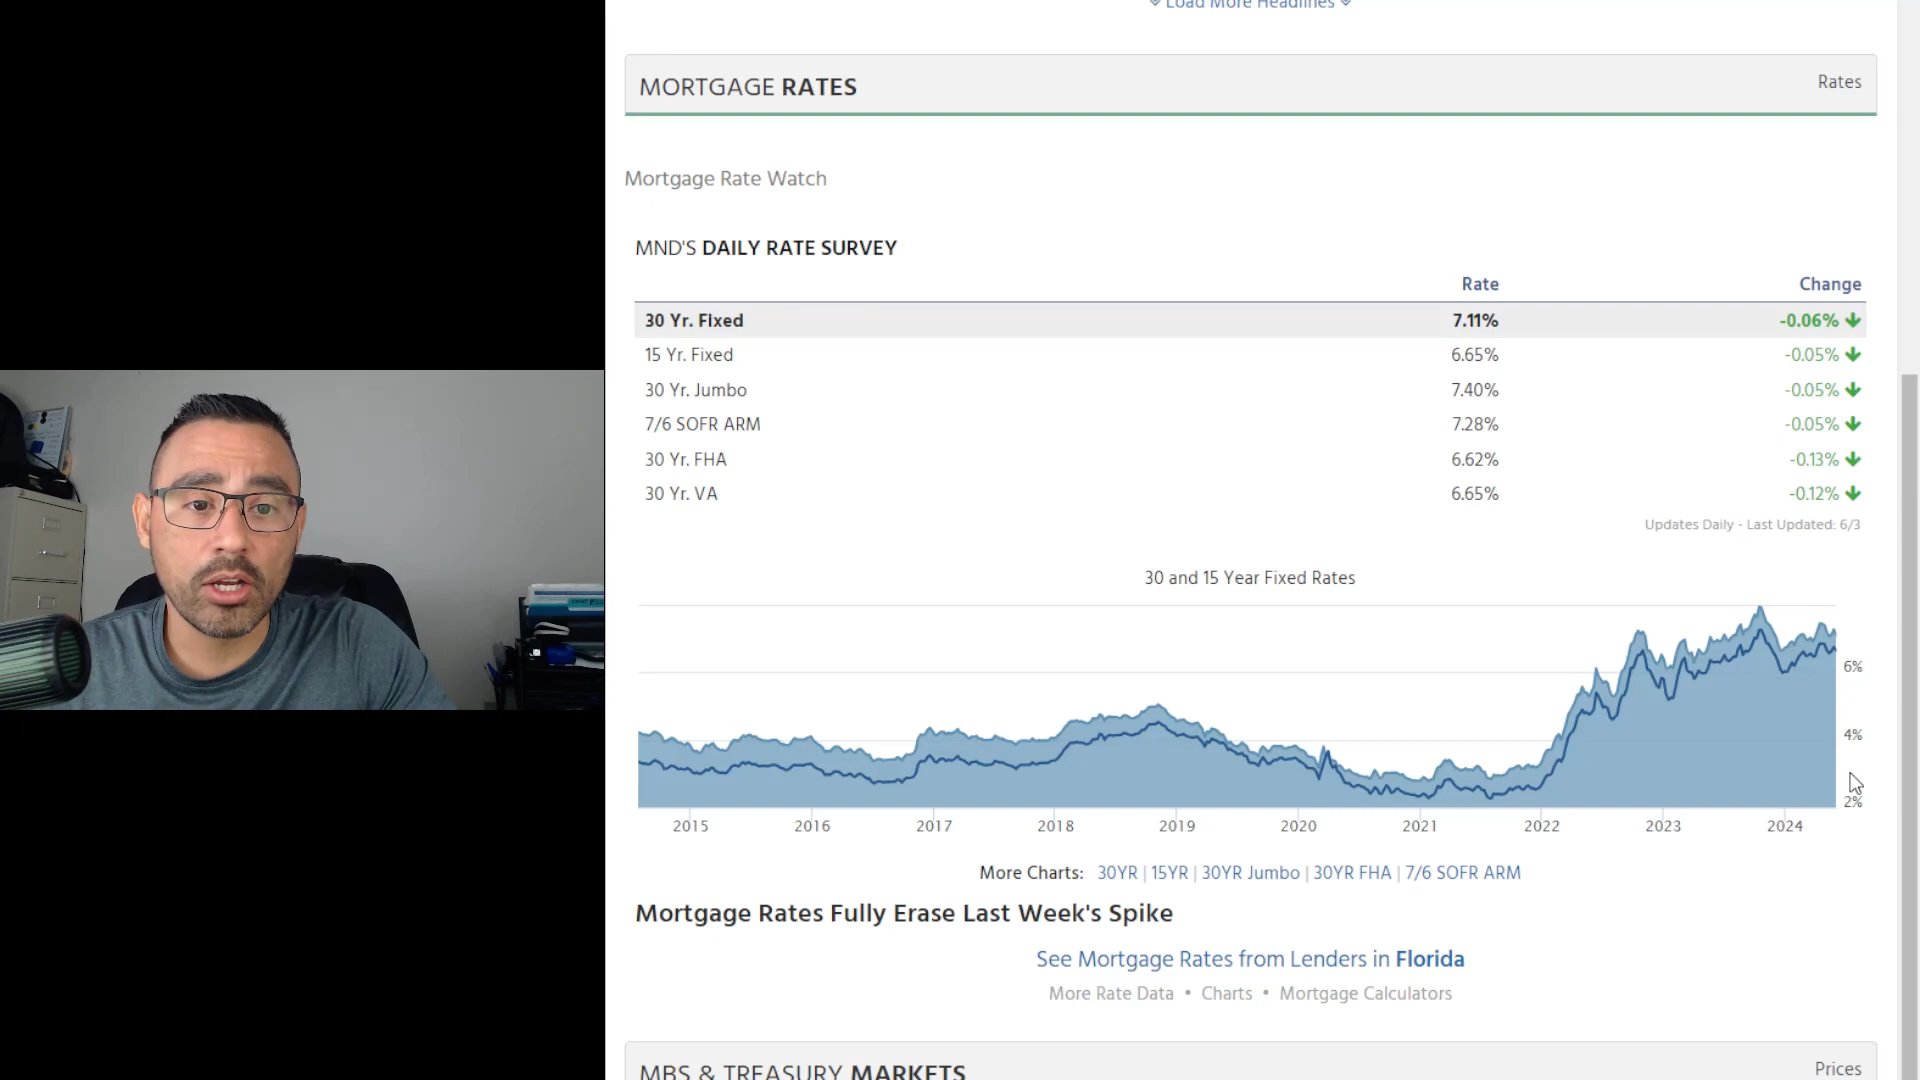 Load More Headlines
MORTGAGE RATES
Rates
Mortgage Rate Watch
MND'S DAILY RATE SURVEY
Rate Change
30 Yr. Fixed 7.11% -0.06%
15 Yr. Fixed 6.65% -0.05%
30 Yr. Jumbo 7.40% -0.05%
7/6 SOFR ARM 7.28% -0.05%
30 Yr. FHA 6.62% -0.13%
30 Yr. VA 6.65% -0.12%
Updates Daily - Last Updated: 6/3
30 and 15 Year Fixed Rates
6%
4%
2%
2015 2016 2017 2018 2019 2020 2021 2022 2023 2024
More Charts: 30YR | 15YR | 30YR Jumbo | 30YR FHA | 7/6 SOFR ARM
Mortgage Rates Fully Erase Last Week's Spike
See Mortgage Rates from Lenders in Florida
More Rate Data • Charts • Mortgage Calculators
MBS & TREASURY MARKETS
Prices